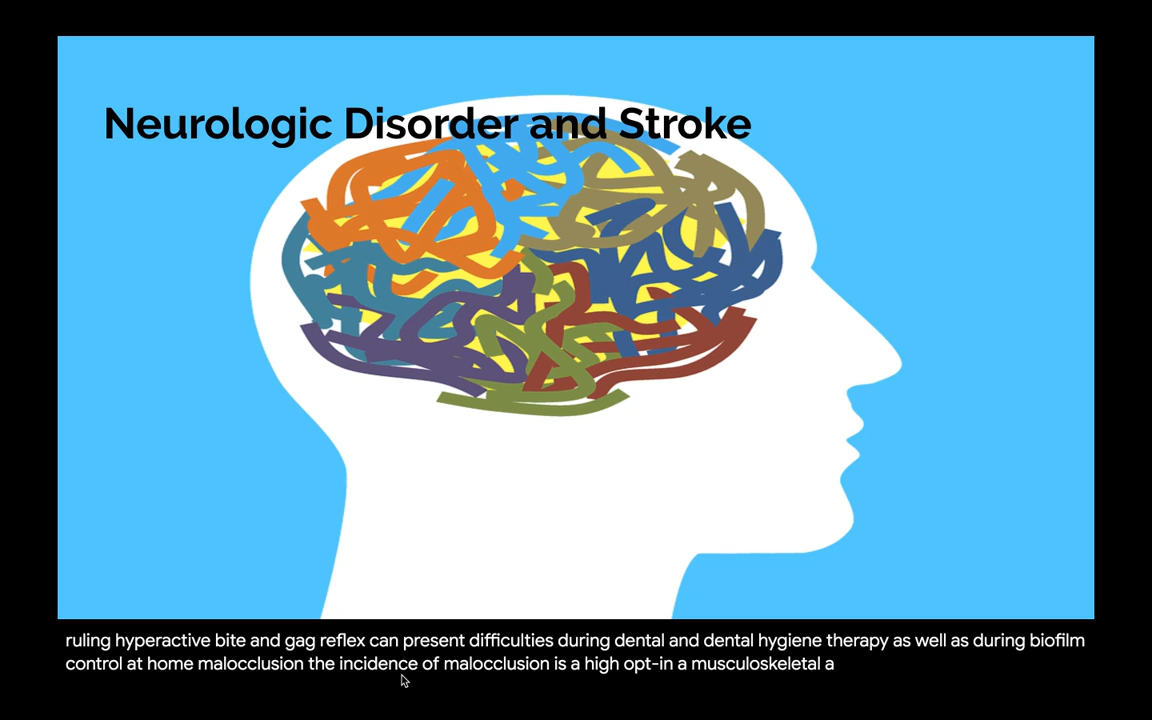 Neurologic Disorder and Stroke
ruling hyperactive bite and gag reflex can present difficulties during dental and dental hygiene therapy as well as during biofilm
control at home malocclusion the incidence of malocclusion is a high opt-in a musculoskeletal a